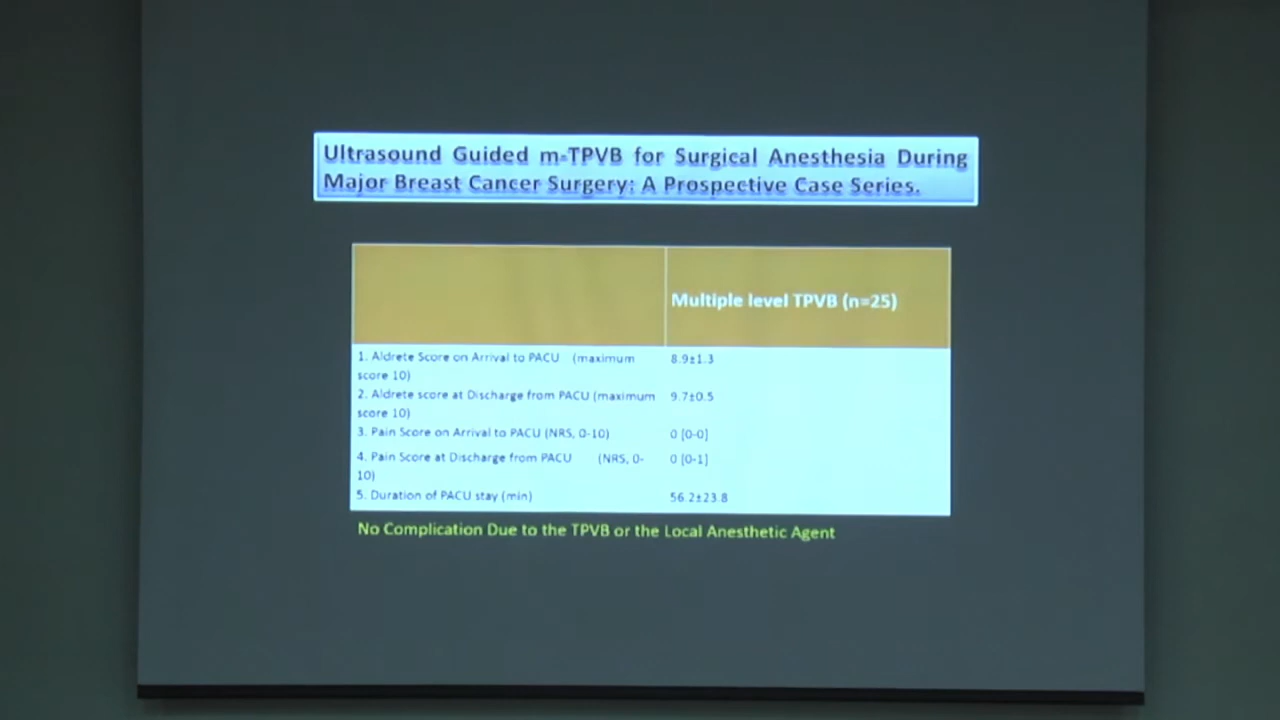 Ultrasound Guided m-TPVB for Surgical Anesthesia During
Major Breast Cancer Surgery: A Prospective Case Series.
Multiple level TPVB (n=25)
1. Aldrete Score on Arrival to PACU (maximum
score 10)
8.9±1.3
2. Aldrete score at Discharge from PACU (maximum
score 10)
9.7±0.5
3. Pain Score on Arrival to PACU (NRS, 0-10)
0 [0-0]
4. Pain Score at Discharge from PACU (NRS, 0-
10)
0 [0-1]
5. Duration of PACU stay (min)
56.2±23.8
No Complication Due to the TPVB or the Local Anesthetic Agent